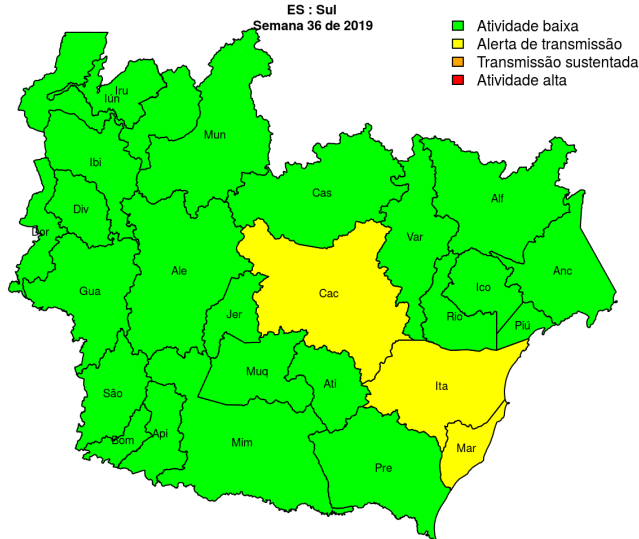 ES : Sul
Semana 36 de 2019
Atividade baixa
Alerta de transmissão
Transmissão sustentada
Atividade alta
Iru
Iún
Mun
Ibi
Cas
Alf
Div
Dor
Var
Ale
Anc
Gua
Cac
Ico
Jer
Rio
Piú
Muq
Ati
Ita
São
Api
Bom
Mim
Mar
Pre